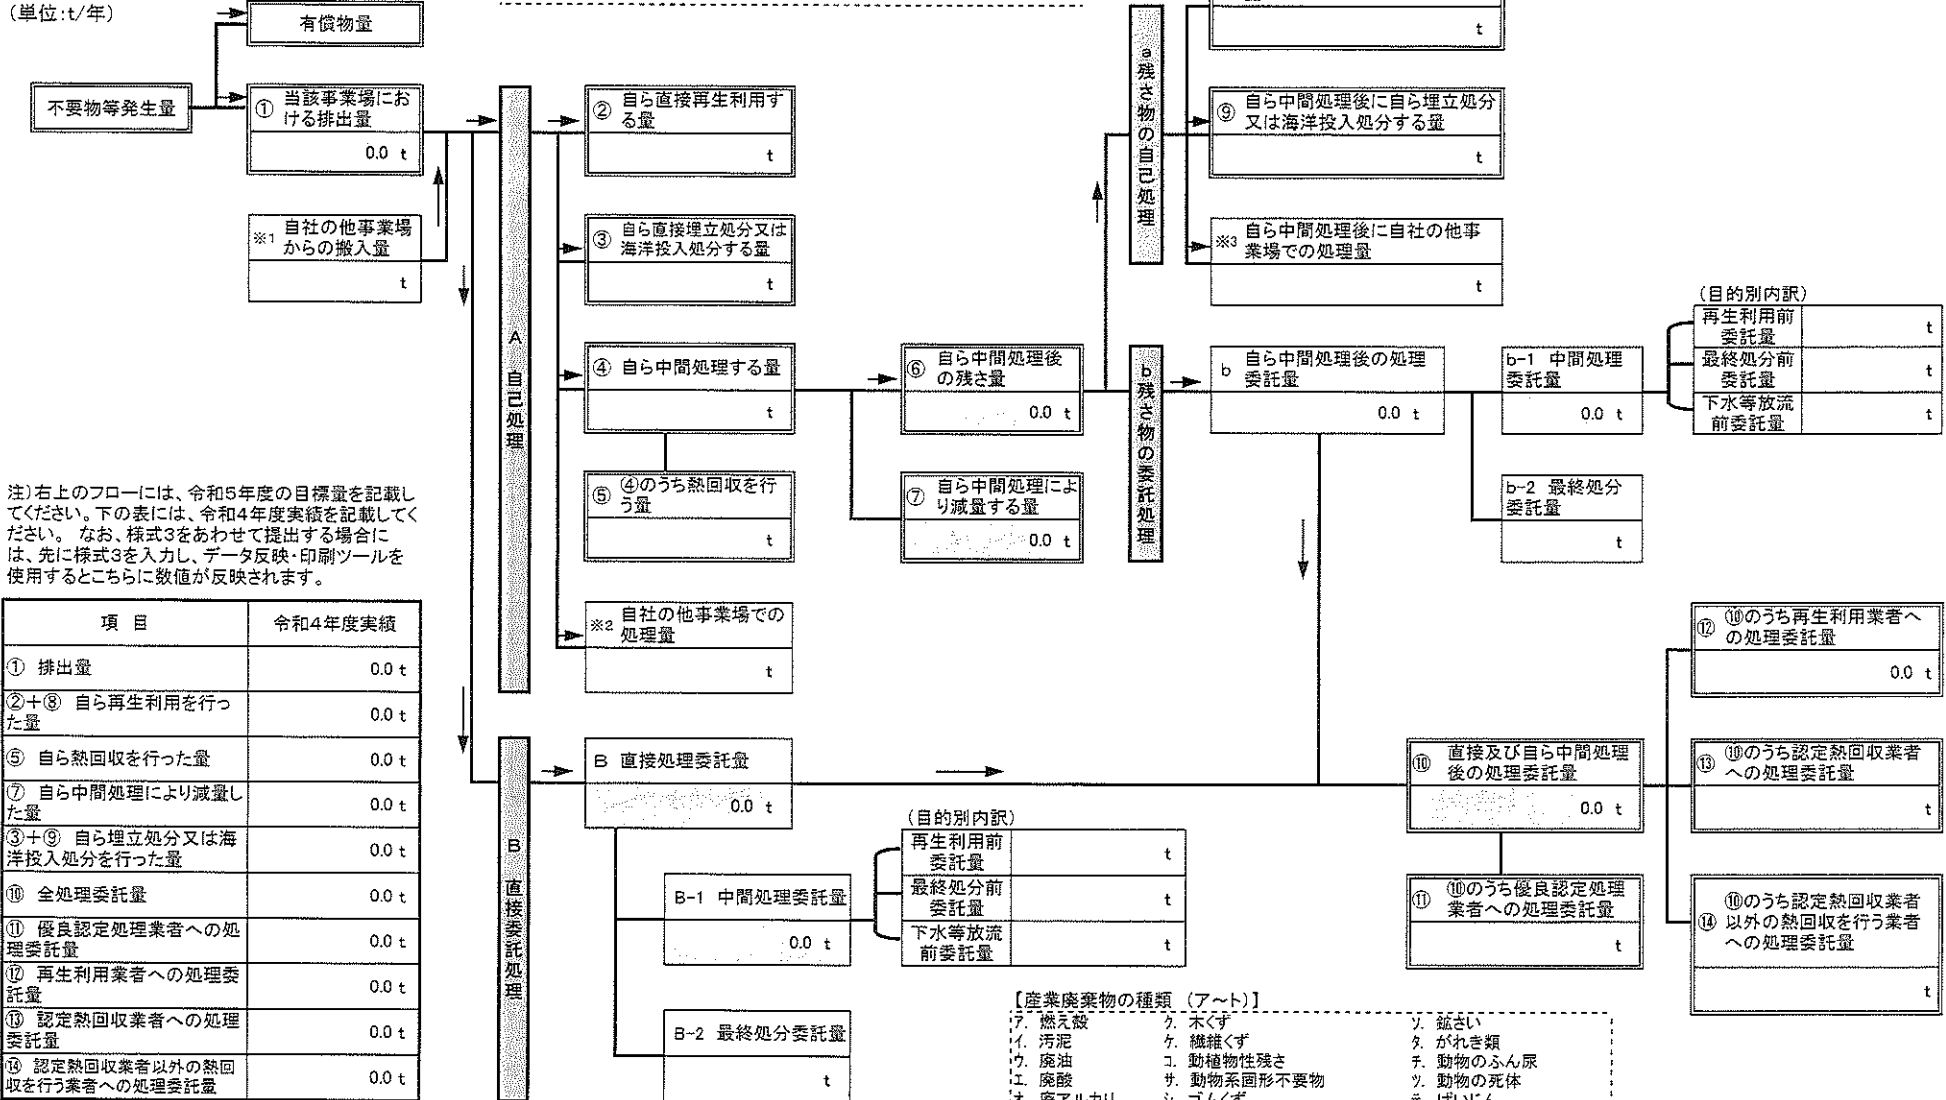 (単位:t/年)
有償物量
不要物等発生量
① 当該事業場にお
ける排出量
0.0 t
※1 自社の他事業場
からの搬入量
t
A 自己処理
② 自ら直接再生利用す
る量
t
③ 自ら直接埋立処分又は
海洋投入処分する量
t
④ 自ら中間処理する量
t
⑤ ④のうち熱回収を行
う量
t
※2 自社の他事業場での
処理量
t
⑥ 自ら中間処理後
の残さ量
0.0 t
⑦ 自ら中間処理によ
り減量する量
0.0 t
a残さ物の自己処理
t
⑨ 自ら中間処理後に自ら埋立処分
又は海洋投入処分する量
t
※3 自ら中間処理後に自社の他事
業場での処理量
t
b残さ物の委託処理
b 自ら中間処理後の処理
委託量
0.0 t
b-1 中間処理
委託量
0.0 t
(目的別内訳)
再生利用前
委託量
t
最終処分前
委託量
t
下水等放流
前委託量
t
b-2 最終処分
委託量
t
注)右上のフローには、令和5年度の目標量を記載し
てください。下の表には、令和4年度実績を記載してく
ださい。 なお、様式3をあわせて提出する場合に
は、先に様式3を入力し、データ反映・印刷ツールを
使用するとこちらに数値が反映されます。
項 目 令和4年度実績
① 排出量 0.0 t
②+⑧ 自ら再生利用を行っ
た量 0.0 t
⑤ 自ら熱回収を行った量 0.0 t
⑦ 自ら中間処理により減量し
た量 0.0 t
③+⑨ 自ら埋立処分又は海
洋投入処分を行った量 0.0 t
⑩ 全処理委託量 0.0 t
⑪ 優良認定処理業者への処
理委託量 0.0 t
⑫ 再生利用業者への処理委
託量 0.0 t
⑬ 認定熱回収業者への処理
委託量 0.0 t
⑭ 認定熱回収業者以外の熱回
収を行う業者への処理委託量 0.0 t
B 直接委託処理
B 直接処理委託量
0.0 t
B-1 中間処理委託量
0.0 t
(目的別内訳)
再生利用前
委託量
t
最終処分前
委託量
t
下水等放流
前委託量
t
B-2 最終処分委託量
t
⑩ 直接及び自ら中間処理
後の処理委託量
0.0 t
⑪ ⑩のうち優良認定処理
業者への処理委託量
t
⑫ ⑩のうち再生利用業者へ
の処理委託量
0.0 t
⑬ ⑩のうち認定熱回収業者
への処理委託量
t
⑭ ⑩のうち認定熱回収業者
以外の熱回収を行う業者
への処理委託量
t
【産業廃棄物の種類 (ア~ト)】
ア. 燃え殻 ク. 木くず ソ. 鉱さい
イ. 汚泥 ケ. 繊維くず タ. がれき類
ウ. 廃油 コ. 動植物性残さ チ. 動物のふん尿
エ. 廃酸 サ. 動物系固形不要物 ツ. 動物の死体
オ. 廃アルカリ シ. ゴムくず テ. ばいじん